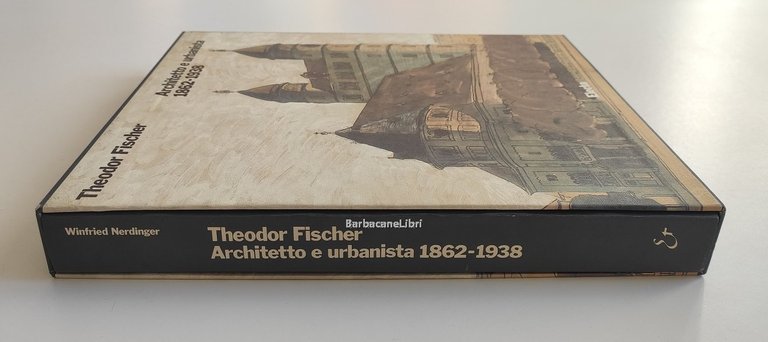 Theodor Fischer
Architetto e urbanista
1862-1938
Winfried Nerdinger
Theodor Fischer
Architetto e urbanista 1862-1938
BarbacaneLibri